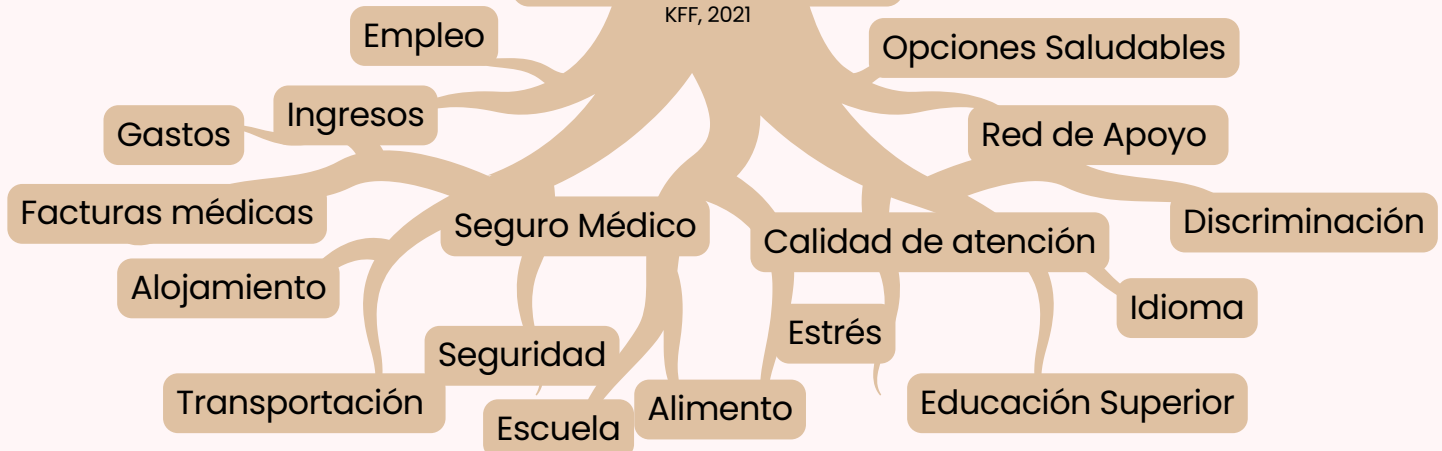 KFF, 2021
Empleo
Opciones Saludables
Ingresos
Gastos
Red de Apoyo
Facturas médicas
Seguro Médico
Calidad de atención
Discriminación
Alojamiento
Idioma
Estrés
Seguridad
Transportación
Escuela
Alimento
Educación Superior